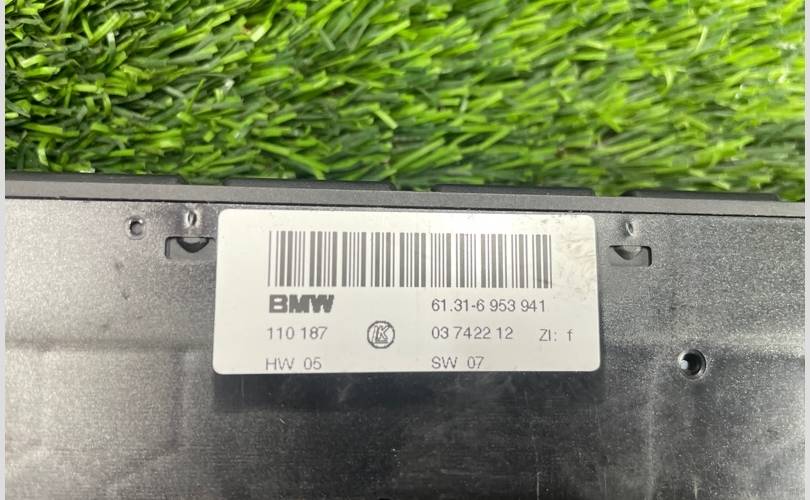 BMW 61.31-6 953 941
110 187 K 03 7422 12 ZI: f
HW 05 SW 07